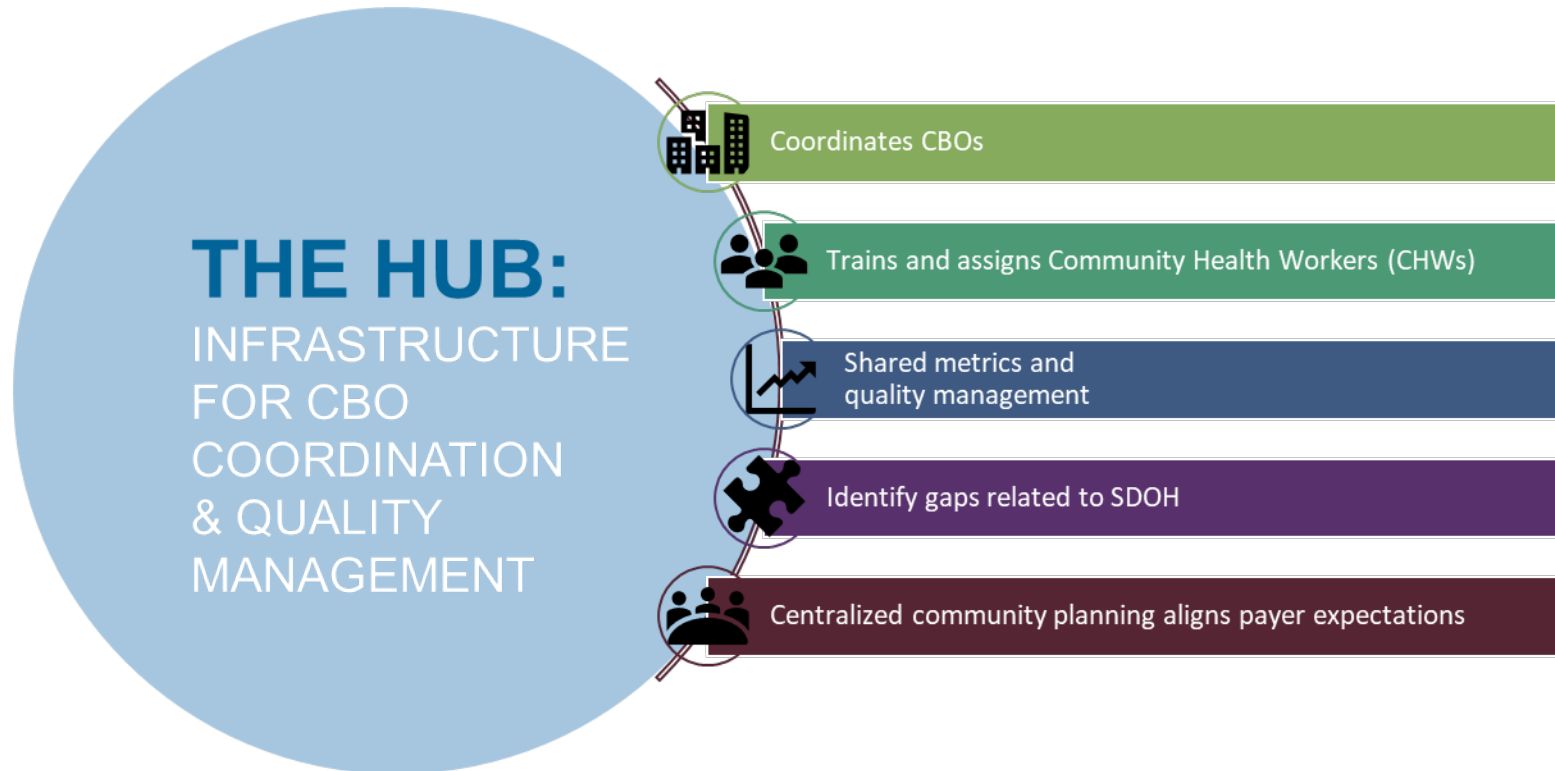 THE HUB:
INFRASTRUCTURE
FOR CBO
COORDINATION
& QUALITY
MANAGEMENT
Coordinates CBOs
Trains and assigns Community Health Workers (CHWs)
Shared metrics and
quality management
Identify gaps related to SDOH
Centralized community planning aligns payer expectations